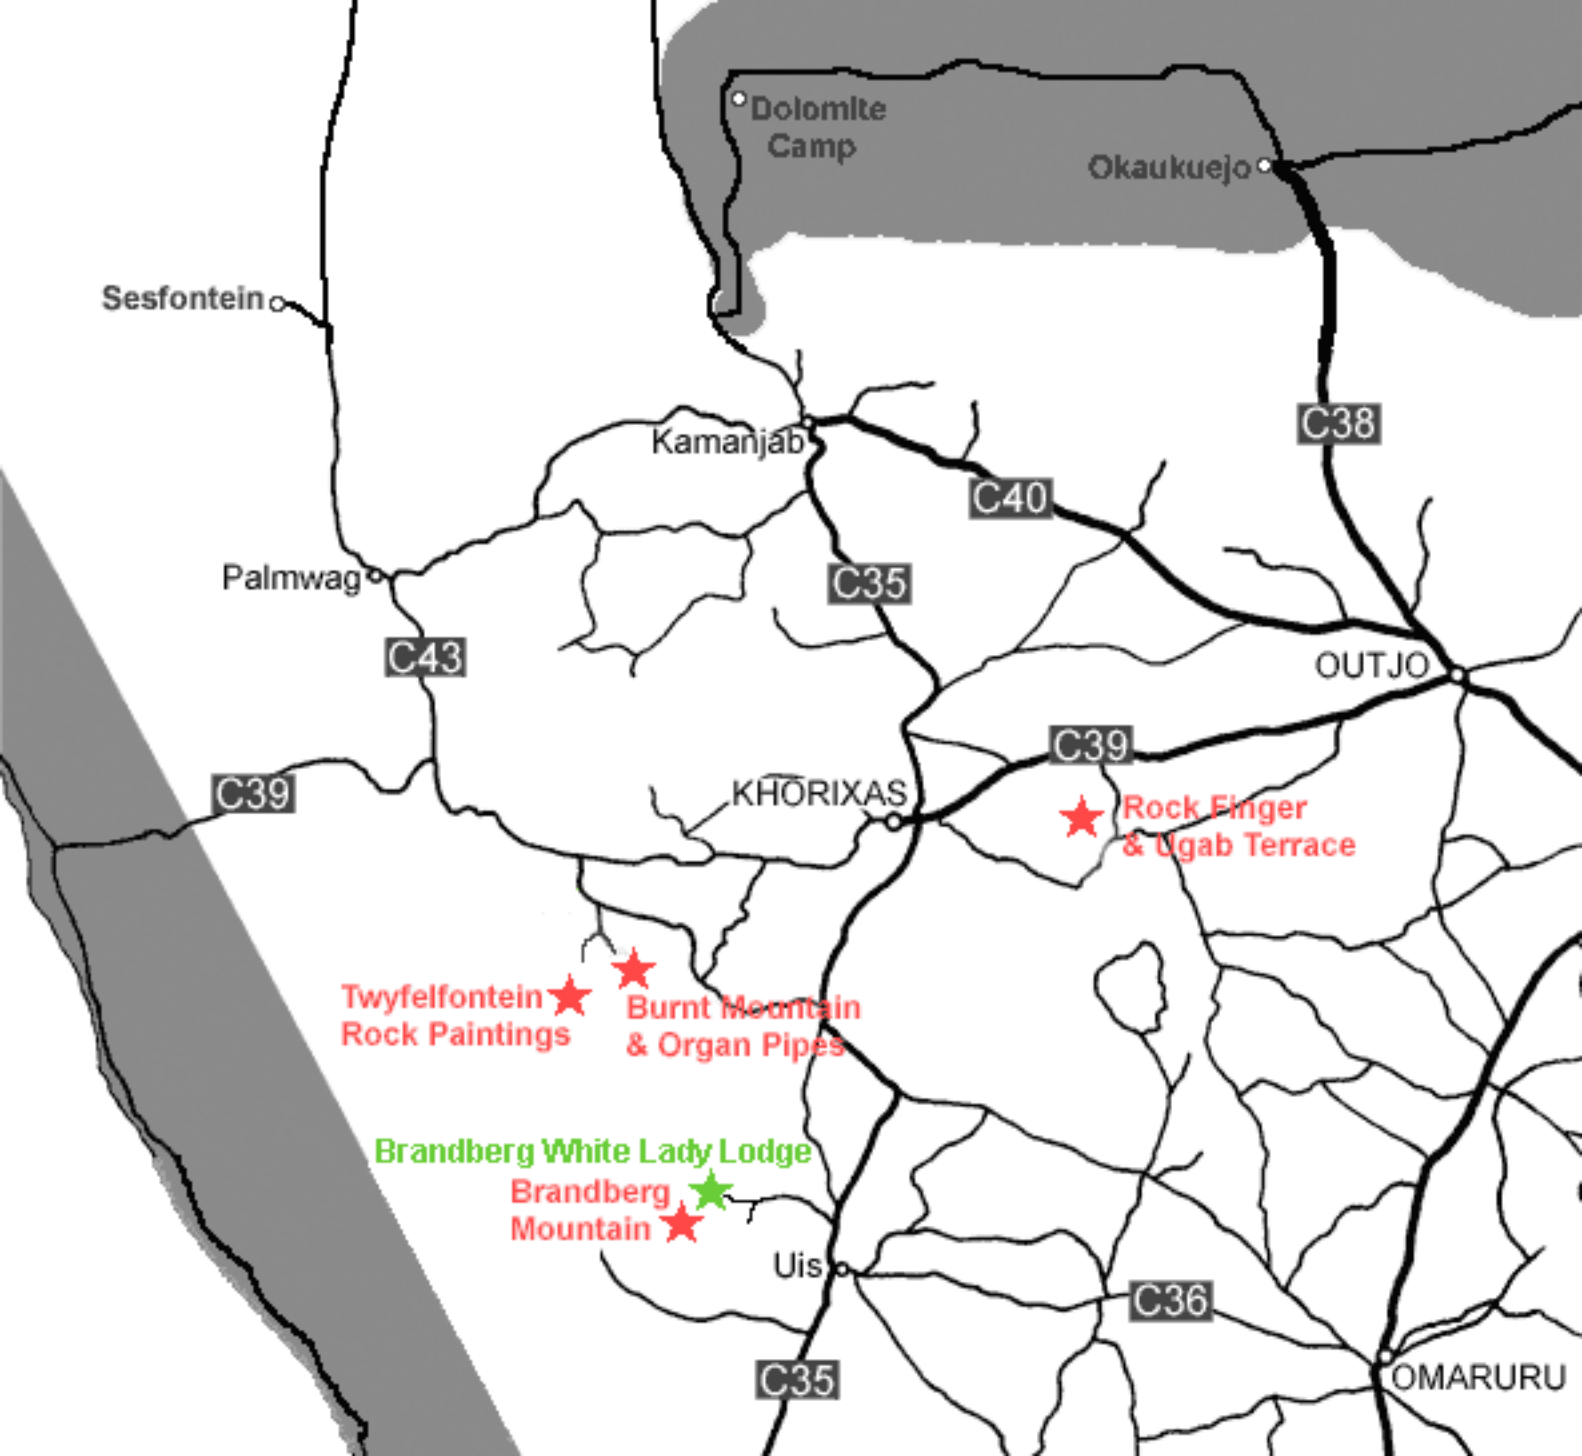 Dolomite
Camp
Okaukuejo
Sesfontein
C38
Kamanjab
C40
Palmwag
C35
C43
OUTJO
C39
C39
KHORIXAS
Rock Finger
& Ugab Terrace
Twyfelfontein
Rock Paintings
Burnt Mountain
& Organ Pipes
Brandberg White Lady Lodge
Brandberg
Mountain
Uis
C36
C35
OMARURU